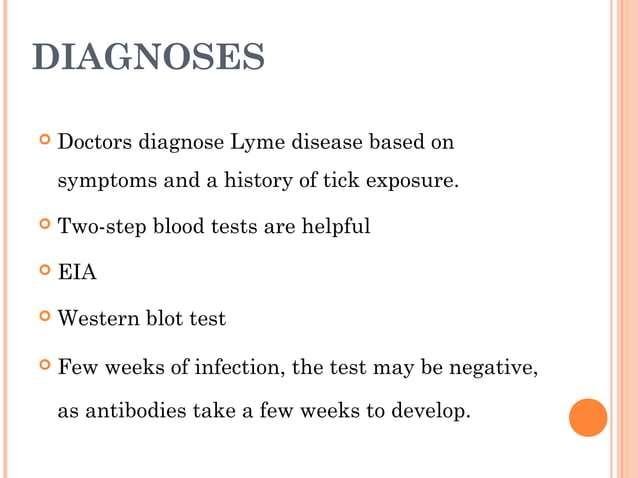 DIAGNOSES
Doctors diagnose Lyme disease based on
symptoms and a history of tick exposure.
Two-step blood tests are helpful
EIA
Western blot test
Few weeks of infection, the test may be negative,
as antibodies take a few weeks to develop.